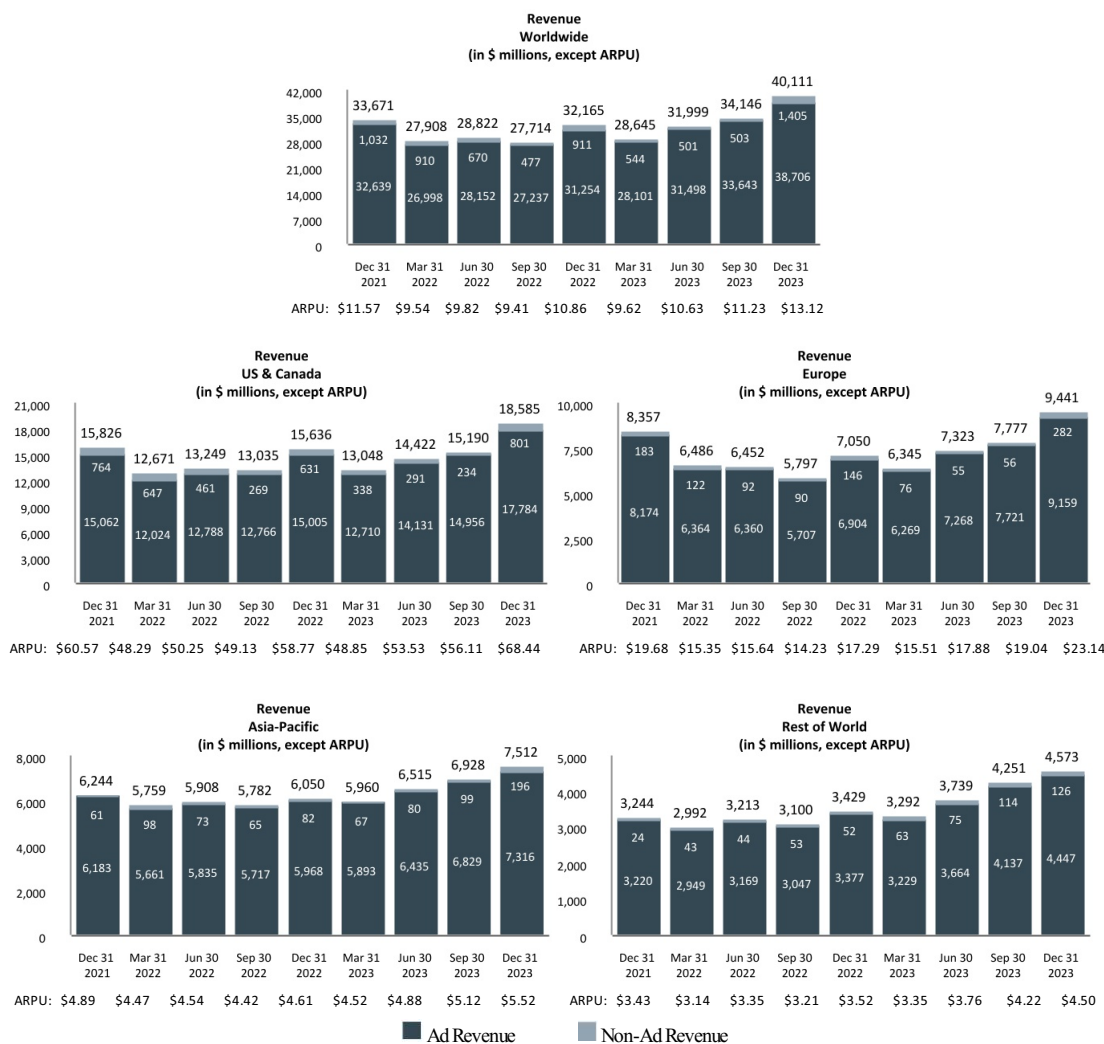 Revenue
Worldwide
(in $ millions, except ARPU)
42,000
35,000
28,000
21,000
14,000
7,000
0
33,671 27,908 28,822 27,714 32,165 28,645 31,999 34,146 40,111
1,032 910 670 477 911 544 501 503 1,405
32,639 26,998 28,152 27,237 31,254 28,101 31,498 33,643 38,706
Dec 31 Mar 31 Jun 30 Sep 30 Dec 31 Mar 31 Jun 30 Sep 30 Dec 31
2021 2022 2022 2022 2022 2023 2023 2023 2023
ARPU: $11.57 $9.54 $9.82 $9.41 $10.86 $9.62 $10.63 $11.23 $13.12
Revenue
US & Canada
(in $ millions, except ARPU)
21,000
18,000
15,000
12,000
9,000
6,000
3,000
0
15,826 12,671 13,249 13,035 15,636 13,048 14,422 15,190 18,585
764 647 461 269 631 338 291 234 801
15,062 12,024 12,788 12,766 15,005 12,710 14,131 14,956 17,784
Dec 31 Mar 31 Jun 30 Sep 30 Dec 31 Mar 31 Jun 30 Sep 30 Dec 31
2021 2022 2022 2022 2022 2023 2023 2023 2023
ARPU: $60.57 $48.29 $50.25 $49.13 $58.77 $48.85 $53.53 $56.11 $68.44
Revenue
Europe
(in $ millions, except ARPU)
10,000
7,500
5,000
2,500
0
8,357 6,486 6,452 5,797 7,050 6,345 7,323 7,777 9,441
183 122 92 90 146 76 55 56 282
8,174 6,364 6,360 5,707 6,904 6,269 7,268 7,721 9,159
Dec 31 Mar 31 Jun 30 Sep 30 Dec 31 Mar 31 Jun 30 Sep 30 Dec 31
2021 2022 2022 2022 2022 2023 2023 2023 2023
ARPU: $19.68 $15.35 $15.64 $14.23 $17.29 $15.51 $17.88 $19.04 $23.14
Revenue
Asia-Pacific
(in $ millions, except ARPU)
8,000
6,000
4,000
2,000
0
6,244 5,759 5,908 5,782 6,050 5,960 6,515 6,928 7,512
61 98 73 65 82 67 80 99 196
6,183 5,661 5,835 5,717 5,968 5,893 6,435 6,829 7,316
Dec 31 Mar 31 Jun 30 Sep 30 Dec 31 Mar 31 Jun 30 Sep 30 Dec 31
2021 2022 2022 2022 2022 2023 2023 2023 2023
ARPU: $4.89 $4.47 $4.54 $4.42 $4.61 $4.52 $4.88 $5.12 $5.52
Revenue
Rest of World
(in $ millions, except ARPU)
5,000
4,000
3,000
2,000
1,000
0
3,244 2,992 3,213 3,100 3,429 3,292 3,739 4,251 4,573
24 43 44 53 52 63 75 114 126
3,220 2,949 3,169 3,047 3,377 3,229 3,664 4,137 4,447
Dec 31 Mar 31 Jun 30 Sep 30 Dec 31 Mar 31 Jun 30 Sep 30 Dec 31
2021 2022 2022 2022 2022 2023 2023 2023 2023
ARPU: $3.43 $3.14 $3.35 $3.21 $3.52 $3.35 $3.76 $4.22 $4.50
Ad Revenue Non-Ad Revenue